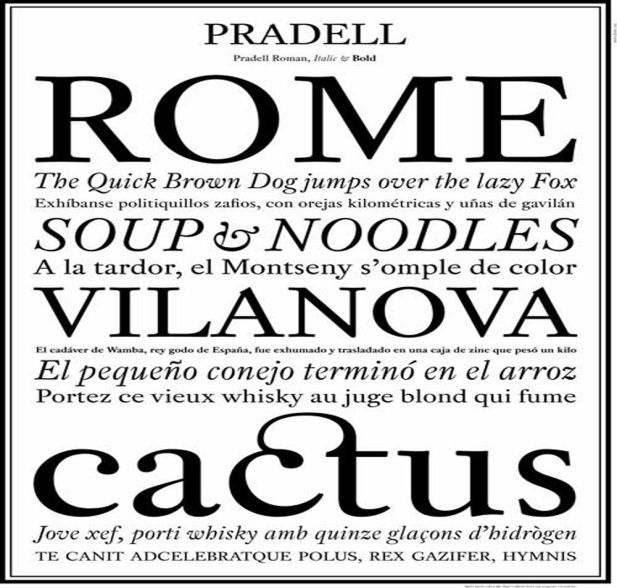 PRADELL
Pradell Roman, Italic & Bold
ROME
The Quick Brown Dog jumps over the lazy Fox
Exhíbanse politiquillos zafios, con orejas kilométricas y uñas de gavilán
SOUP & NOODLES
A la tardor, el Montseny s’omple de color
VILANOVA
El cadáver de Wamba, rey godo de España, fue exhumado y trasladado en una caja de zinc que pesó un kilo
El pequeño conejo terminó en el arroz
Portez ce vieux whisky au juge blond qui fume
cactus
Jove xef, porti whisky amb quinze glaçons d’hidrògen
TE CANIT ADCELEBRATQUE POLUS, REX GAZIFER, HYMNIS